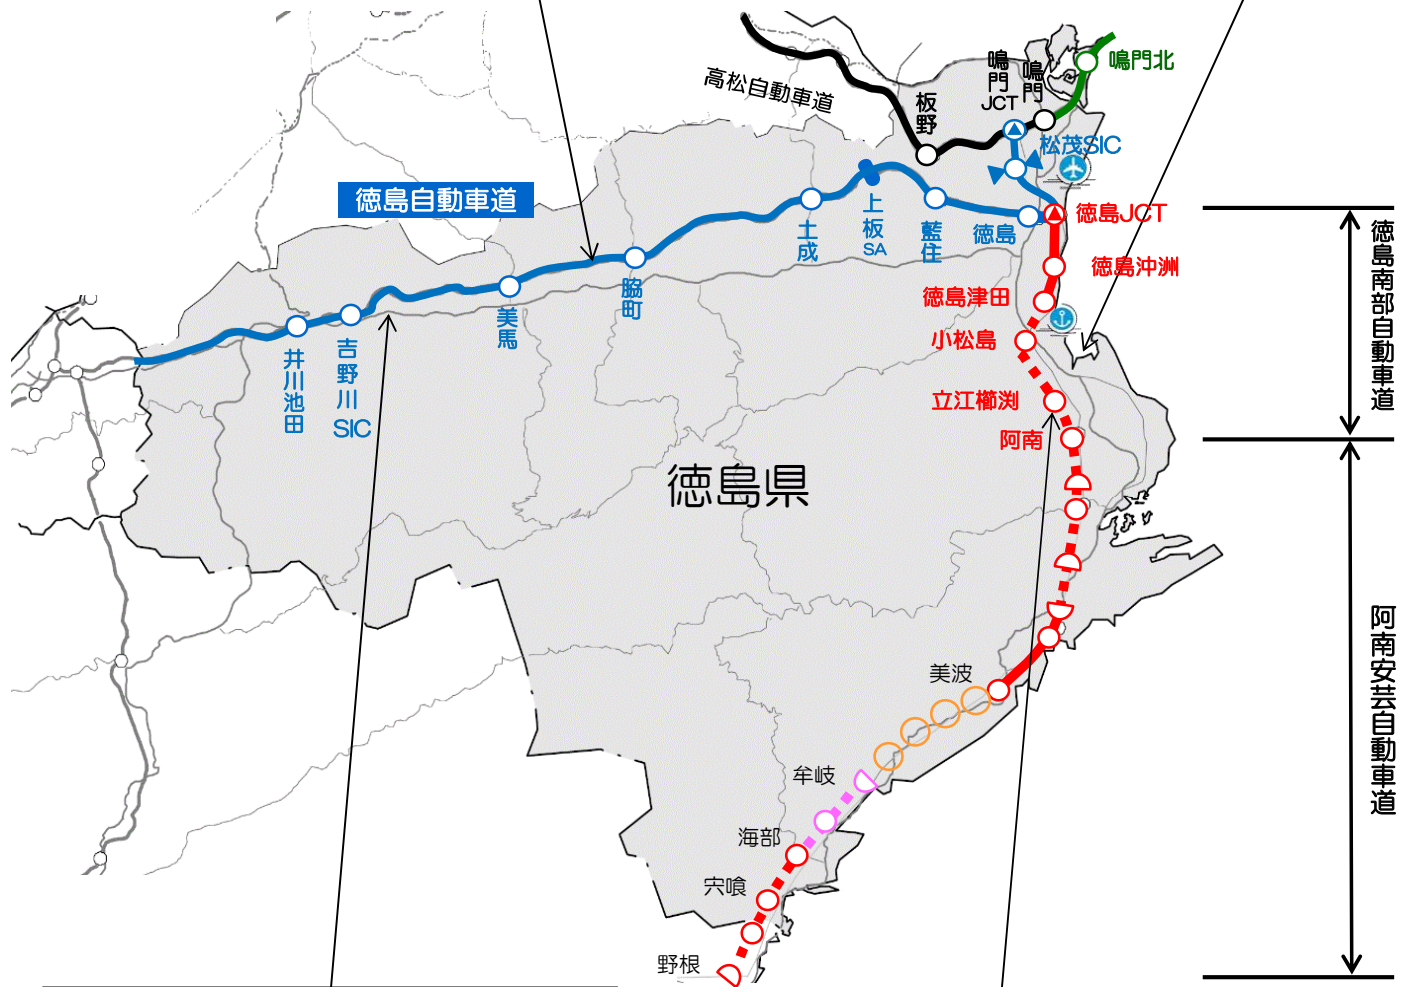 鳴門北
鳴門JCT
鳴門
高松自動車道
板野
松茂SIC
徳島自動車道
徳島JCT
土成
上板SA
藍住
徳島
徳島沖洲
徳島津田
脇町
美馬
小松島
井川池田
吉野川SIC
立江櫛渕
阿南
徳島県
徳島南部自動車道
美波
牟岐
海部
宍喰
野根
阿南安芸自動車道